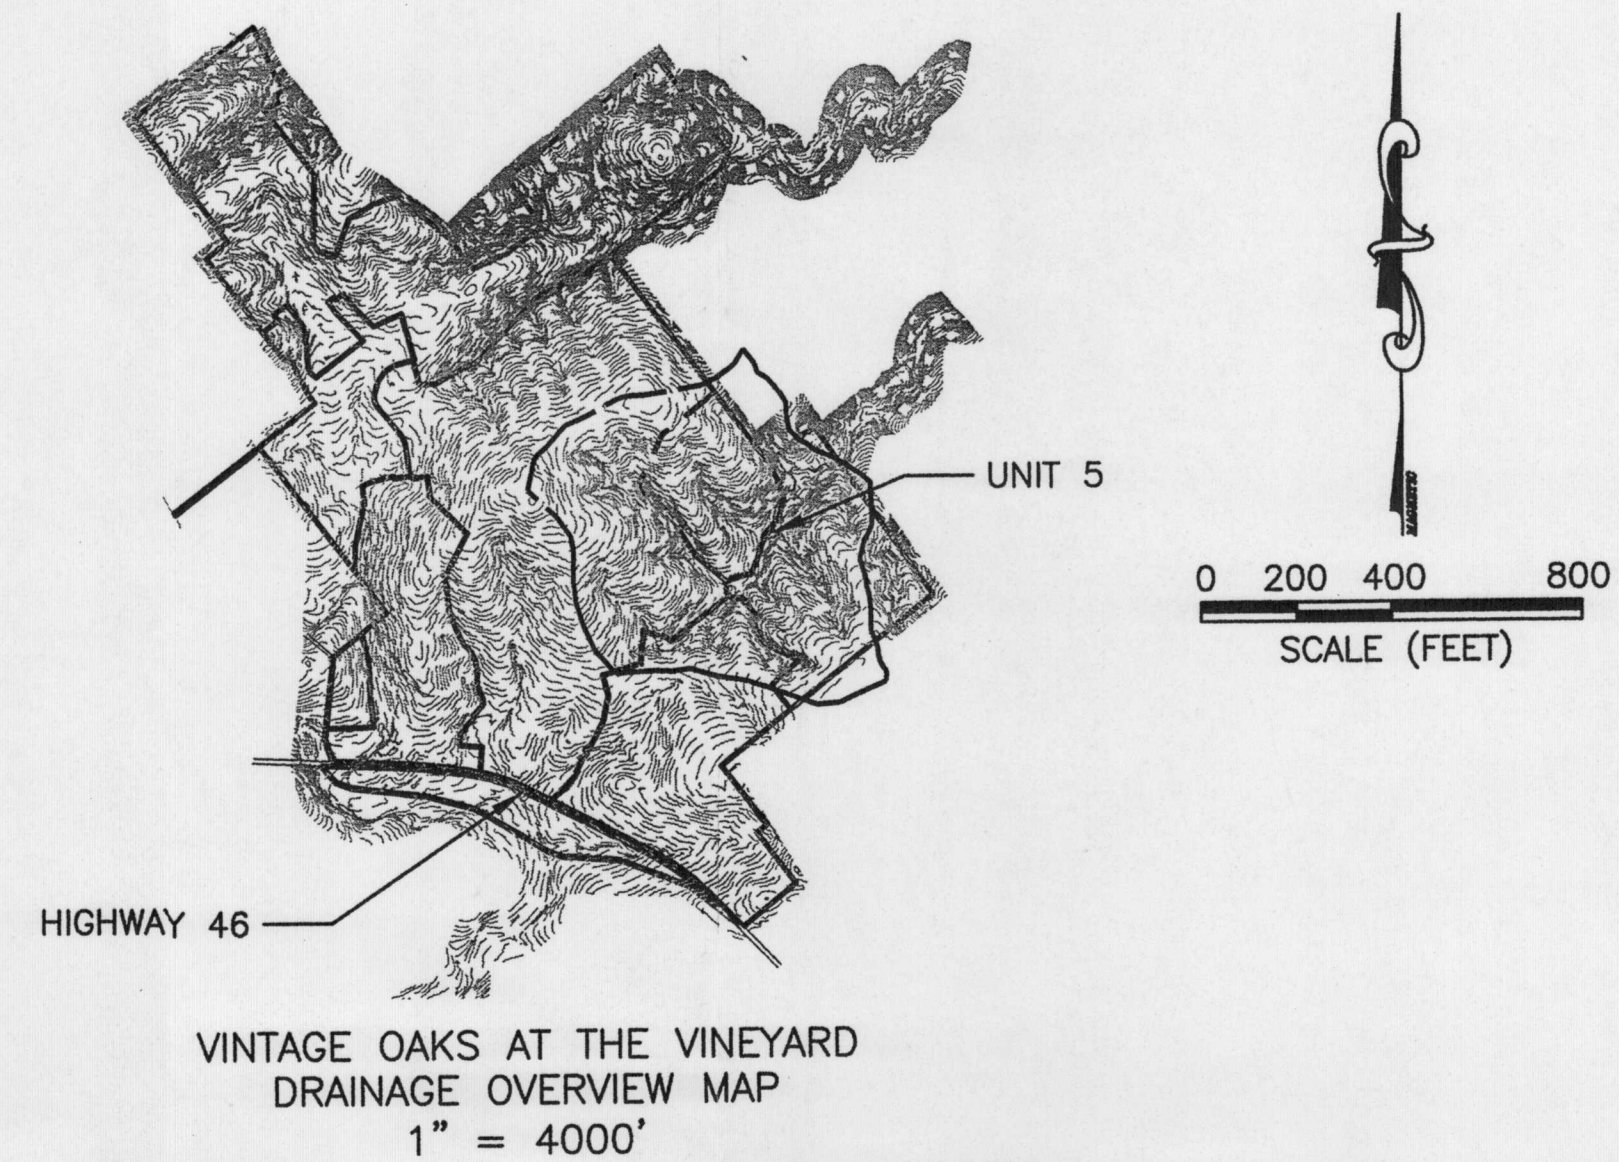 UNIT 5
0 200 400 800
SCALE (FEET)
HIGHWAY 46
VINTAGE OAKS AT THE VINEYARD
DRAINAGE OVERVIEW MAP
1" = 4000'